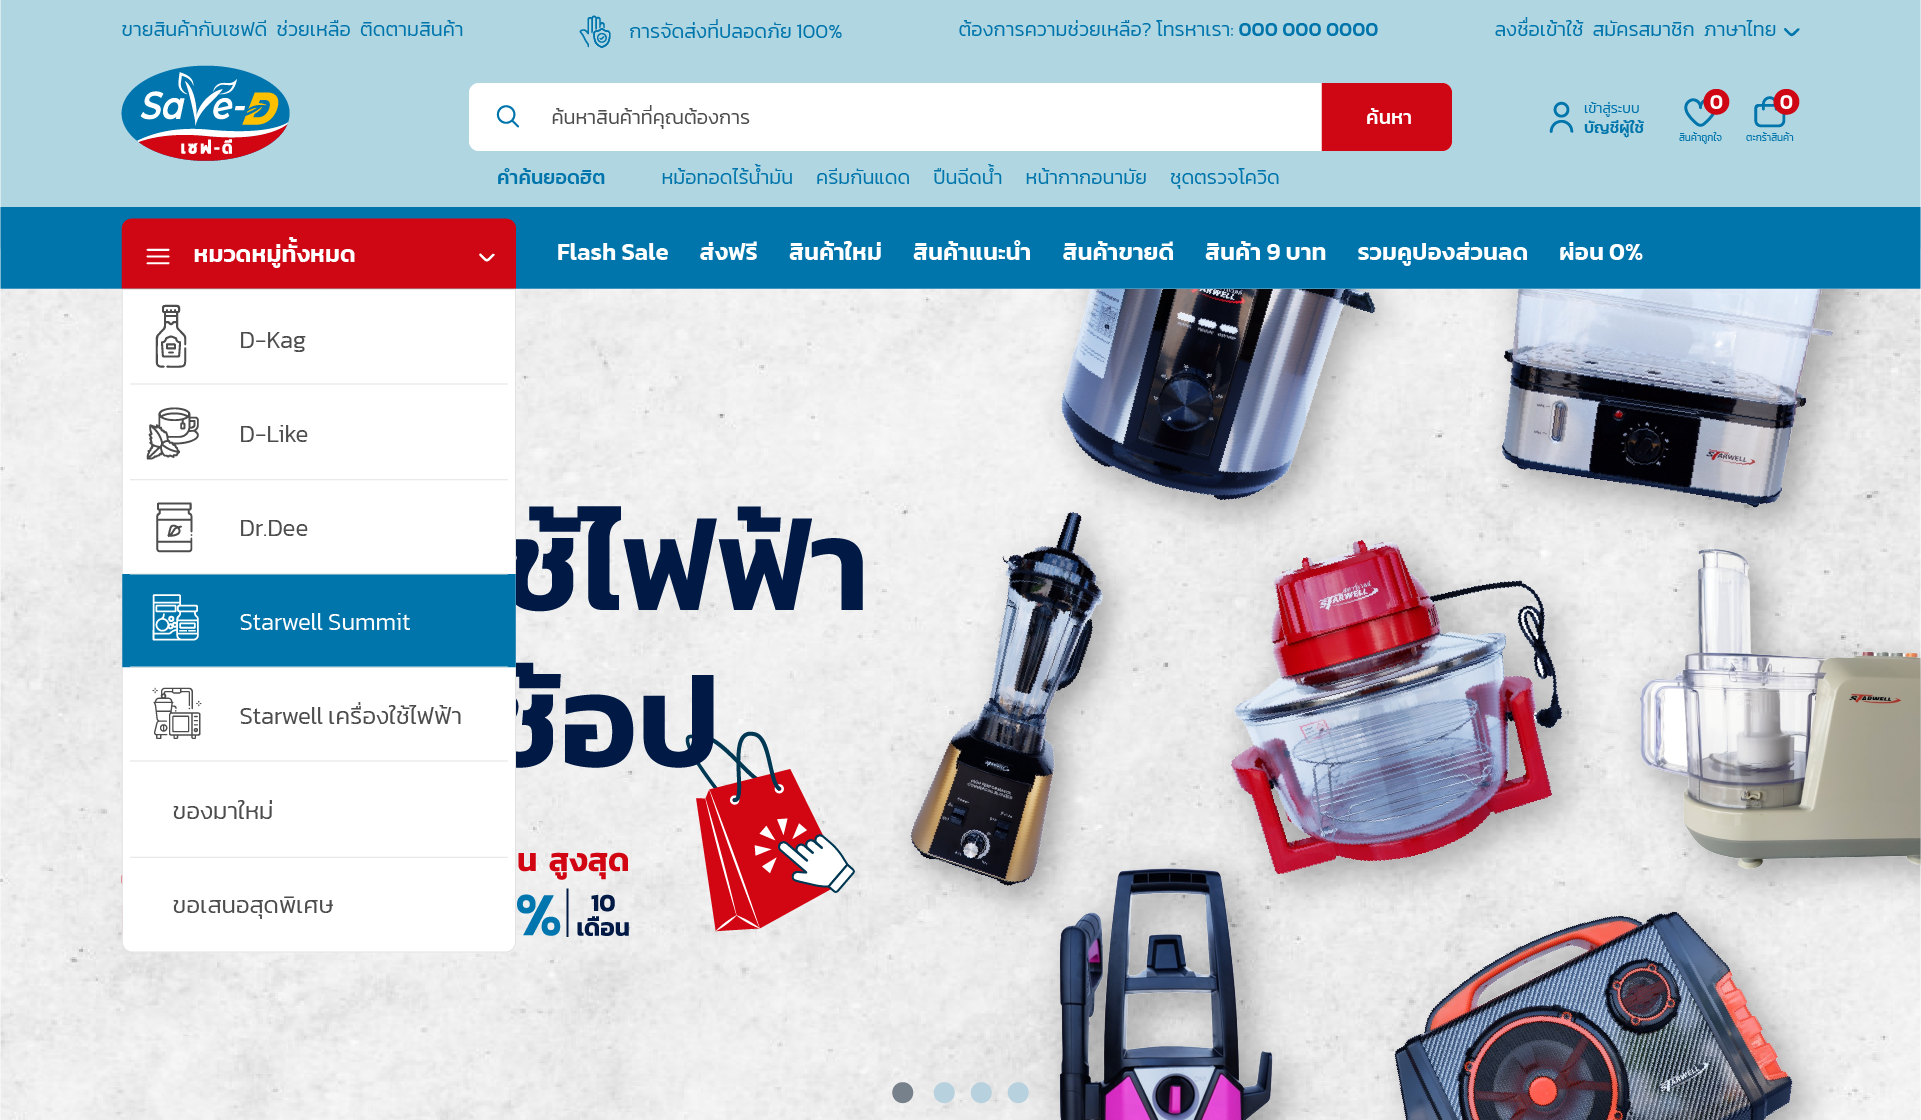 ขายสินค้ากับเซฟดี ช่วยเหลือ ติดตามสินค้า
การจัดส่งที่ปลอดภัย 100%
ต้องการความช่วยเหลือ? โทรหาเรา: 000 000 0000
ลงชื่อเข้าใช้ สมัครสมาชิก ภาษาไทย
SaVe-D
เซฟ-ดี
ค้นหาสินค้าที่คุณต้องการ
ค้นหา
เข้าสู่ระบบ
บัญชีผู้ใช้
0
สินค้าถูกใจ
0
ตะกร้าสินค้า
คำค้นยอดฮิต หม้อทอดไร้น้ำมัน ครีมกันแดด ปืนฉีดน้ำ หน้ากากอนามัย ชุดตรวจโควิด
หมวดหมู่ทั้งหมด
Flash Sale ส่งฟรี สินค้าใหม่ สินค้าแนะนำ สินค้าขายดี สินค้า 9 บาท รวมคูปองส่วนลด ผ่อน 0%
D-Kag
D-Like
Dr.Dee
Starwell Summit
Starwell เครื่องใช้ไฟฟ้า
ของมาใหม่
ขอเสนอสุดพิเศษ
ช้ไฟฟ้า
ช้อป
น สูงสุด
% 10
เดือน
STARWELL
STARWELL
STARWELL
STARWELL
STARWELL
STARWELL